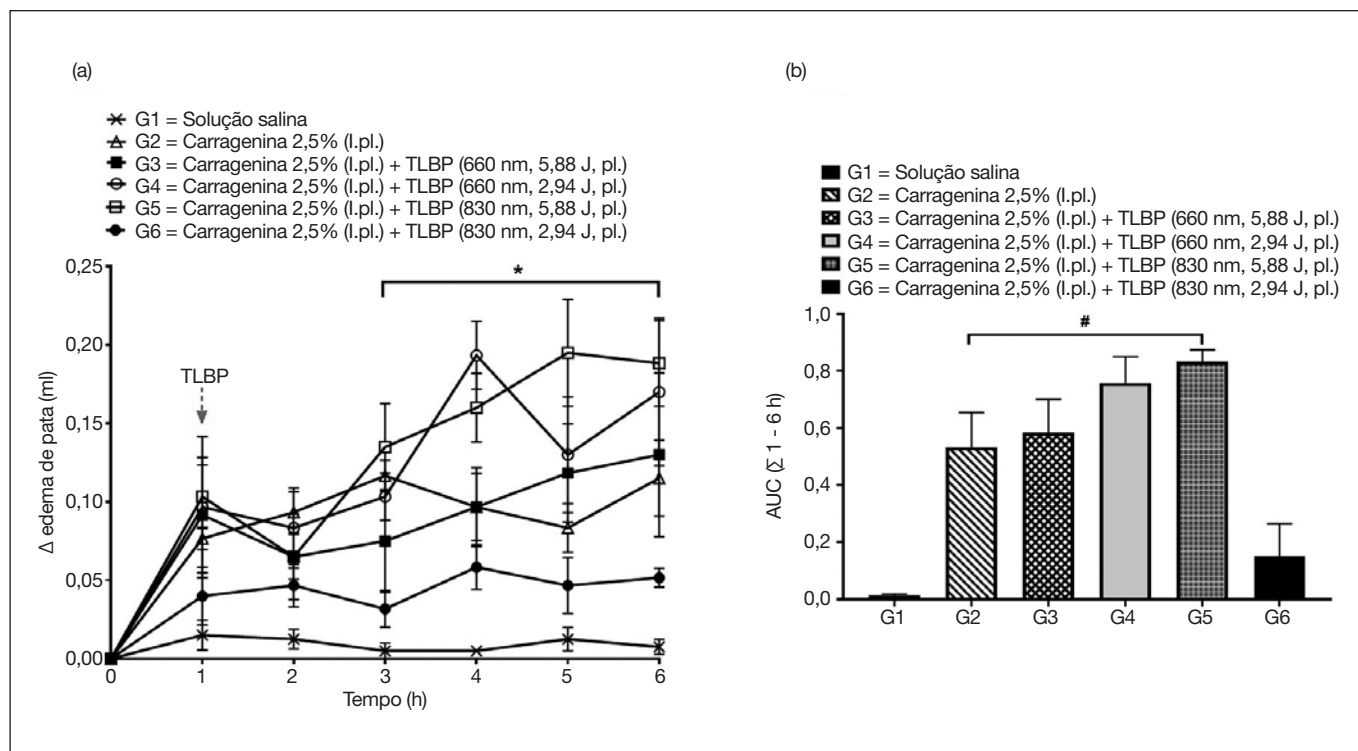 (a)
G1 = Solução salina
G2 = Carragenina 2,5% (I.pl.)
G3 = Carragenina 2,5% (I.pl.) + TLBP (660 nm, 5,88 J, pl.)
G4 = Carragenina 2,5% (I.pl.) + TLBP (660 nm, 2,94 J, pl.)
G5 = Carragenina 2,5% (I.pl.) + TLBP (830 nm, 5,88 J, pl.)
G6 = Carragenina 2,5% (I.pl.) + TLBP (830 nm, 2,94 J, pl.)
0,25
*
0,20
TLBP
0,15
0,10
0,05
0,00
Δ edema de pata (ml)
0 1 2 3 4 5 6
Tempo (h)
(b)
G1 = Solução salina
G2 = Carragenina 2,5% (I.pl.)
G3 = Carragenina 2,5% (I.pl.) + TLBP (660 nm, 5,88 J, pl.)
G4 = Carragenina 2,5% (I.pl.) + TLBP (660 nm, 2,94 J, pl.)
G5 = Carragenina 2,5% (I.pl.) + TLBP (830 nm, 5,88 J, pl.)
G6 = Carragenina 2,5% (I.pl.) + TLBP (830 nm, 2,94 J, pl.)
1,0
#
0,8
0,6
0,4
0,2
0,0
AUC (Σ 1 - 6 h)
G1 G2 G3 G4 G5 G6